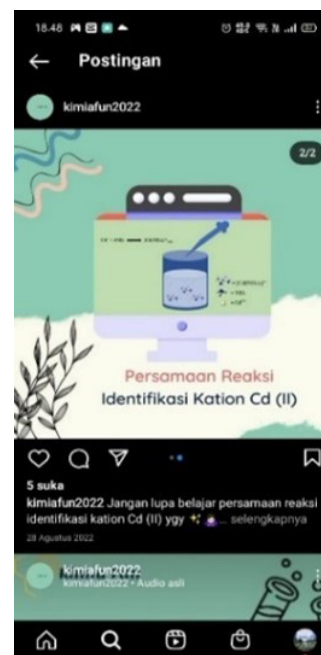 18.48
Postingan
kimiafun2022
2/2
Persamaan Reaksi
Identifikasi Kation Cd (II)
5 suka
kimiafun2022 Jangan lupa belajar persamaan reaksi
identifikasi kation Cd (II) ygy ... selengkapnya
28 Agustus 2022
kimiafun2022
kimiafun2022 • Audio asli